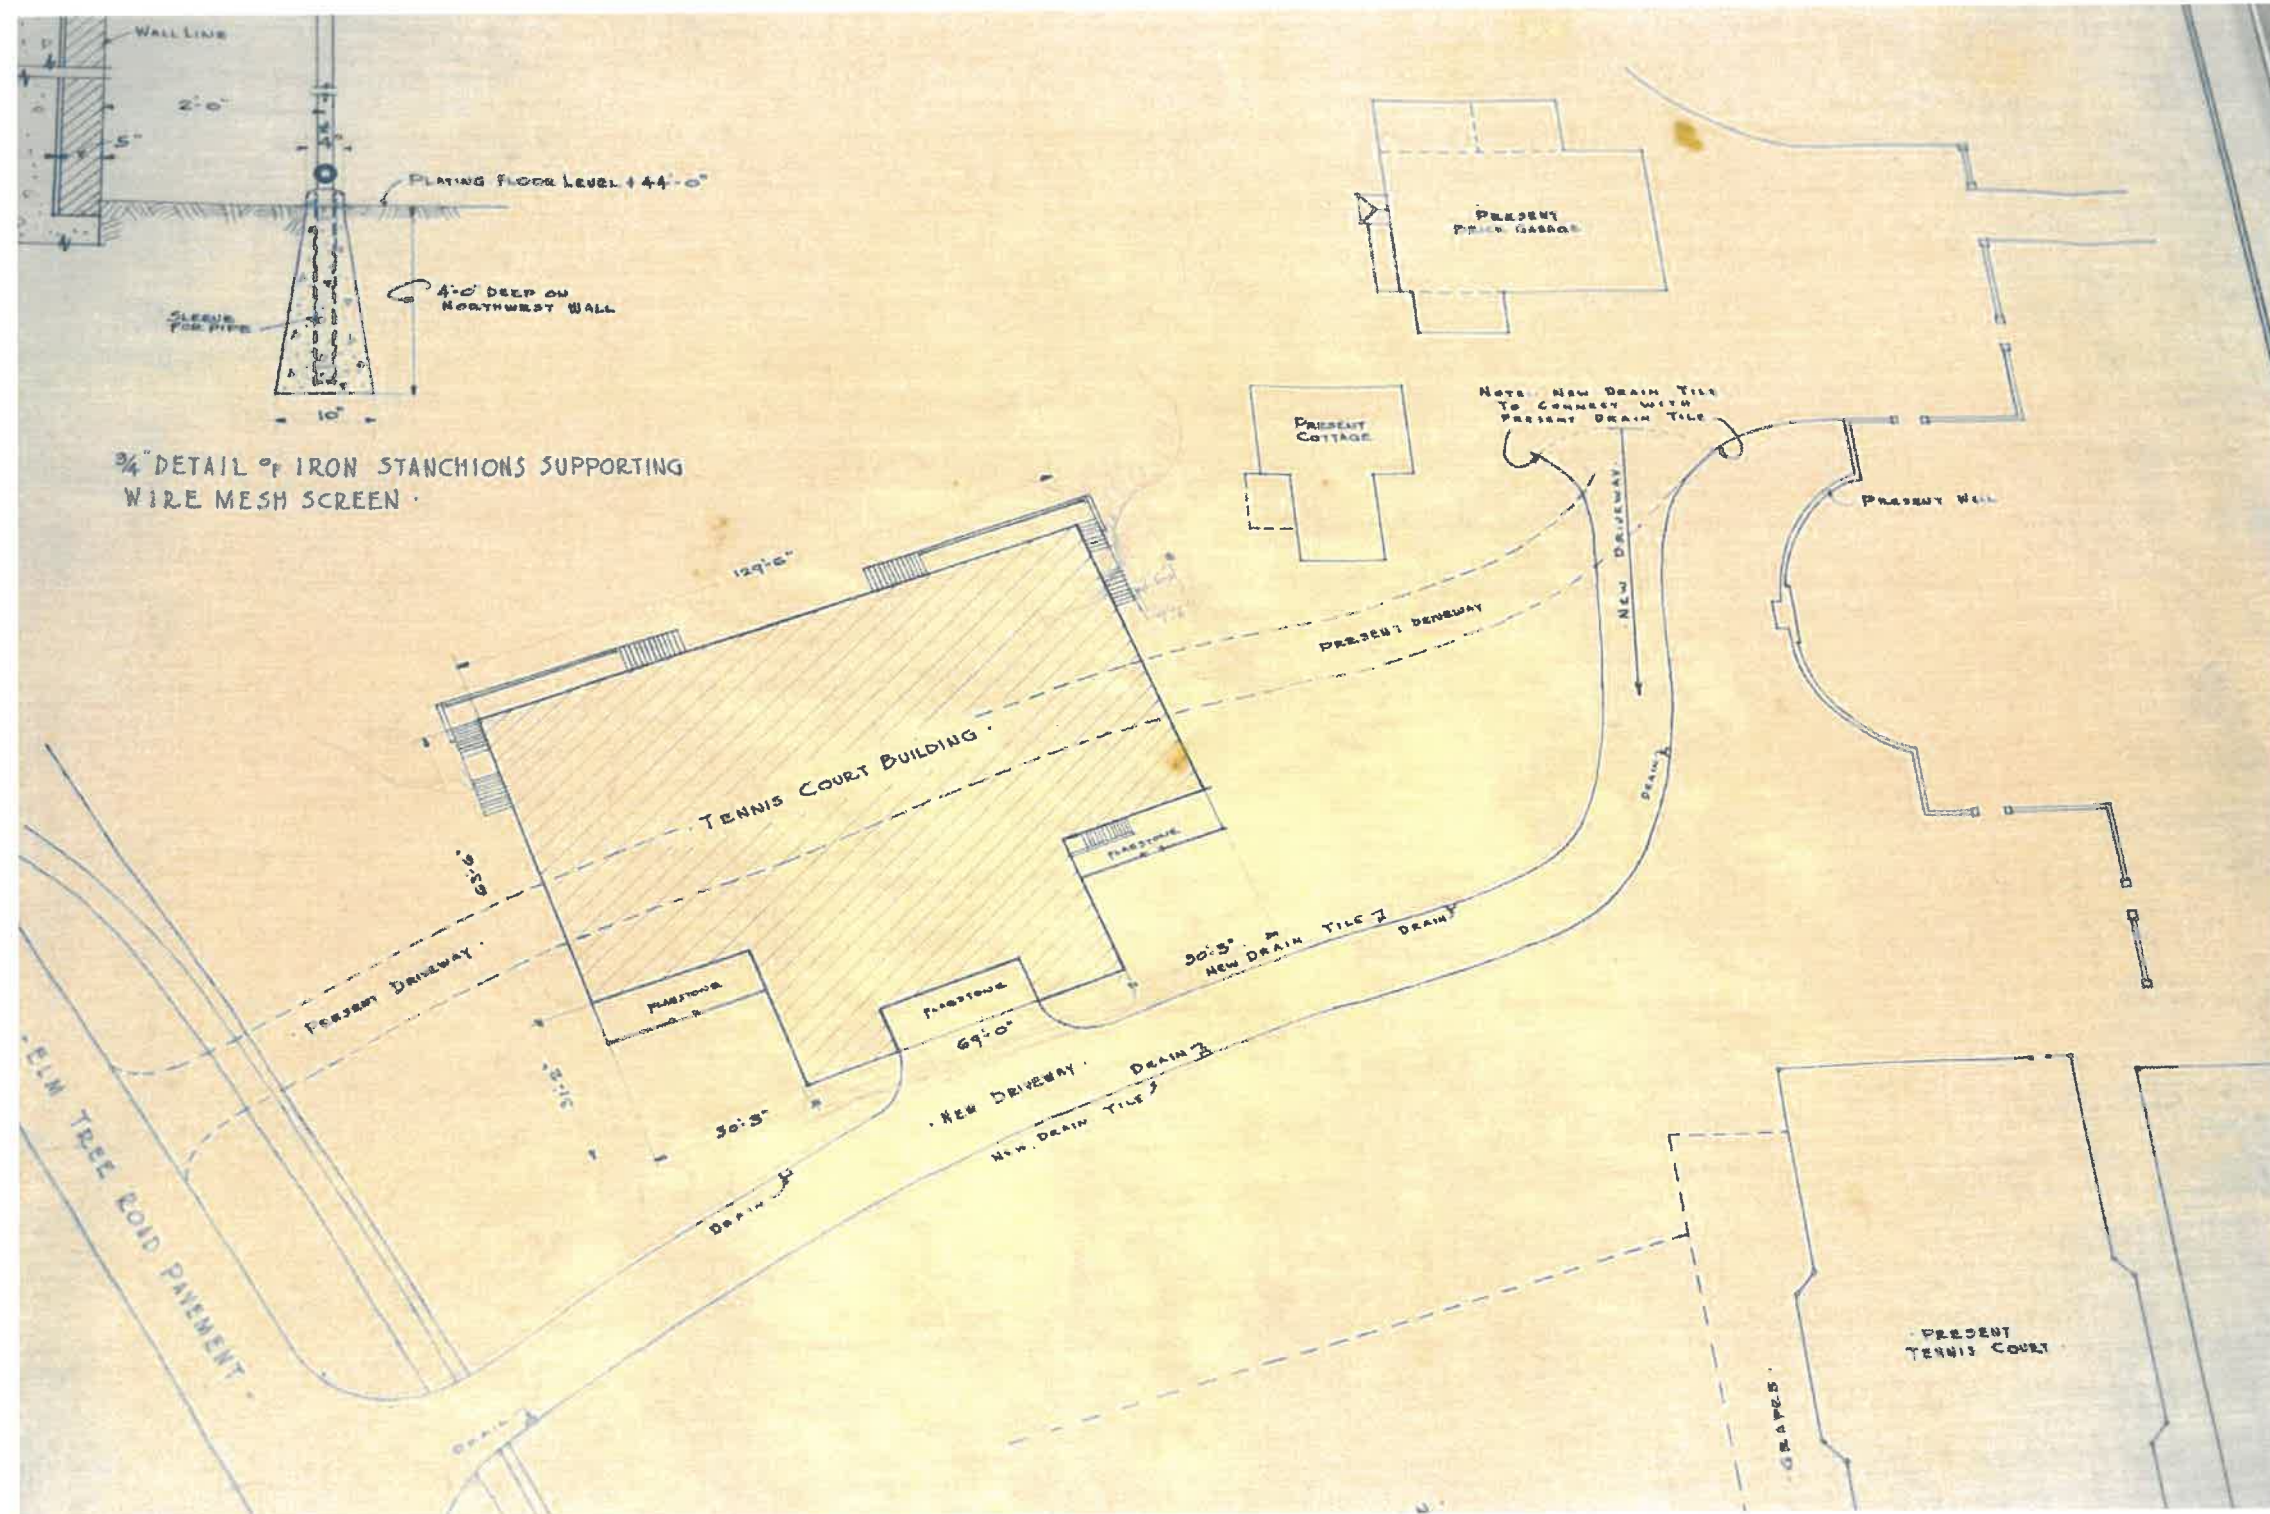 WALL LINE
2'-0"
5"
PLAYING FLOOR LEVEL + 44'-0"
4'-0" DEEP ON
NORTHWEST WALL
SLEEVE
FOR PIPE
10"
3/4" DETAIL OF IRON STANCHIONS SUPPORTING
WIRE MESH SCREEN.
PRESENT
BRICK GARAGE
PRESENT
COTTAGE
NOTE: NEW DRAIN TILE
TO CONNECT WITH
PRESENT DRAIN TILE
NEW DRIVEWAY.
PRESENT WALL
129'-6"
PRESENT DRIVEWAY
TENNIS COURT BUILDING.
DRAIN
FLAGSTONE
PRESENT DRIVEWAY.
FLAGSTONE
FLAGSTONE
30'-3"
NEW DRAIN TILE
DRAIN
69'-0"
31'-2"
30'-3"
.NEW DRIVEWAY.
DRAIN
NEW DRAIN TILE
DRAIN
DRAIN
.ELM TREE ROAD PAVEMENT.
.GRAPES.
.PRESENT
TENNIS COURT.